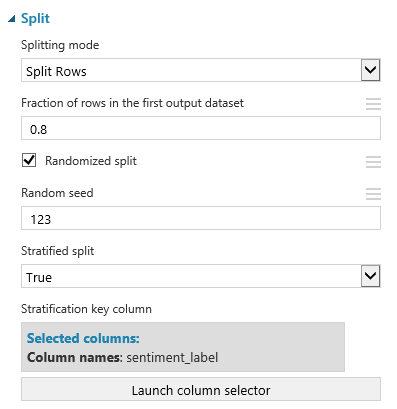 Split
Splitting mode
Split Rows
Fraction of rows in the first output dataset
0.8
Randomized split
Random seed
123
Stratified split
True
Stratification key column
Selected columns:
Column names: sentiment_label
Launch column selector